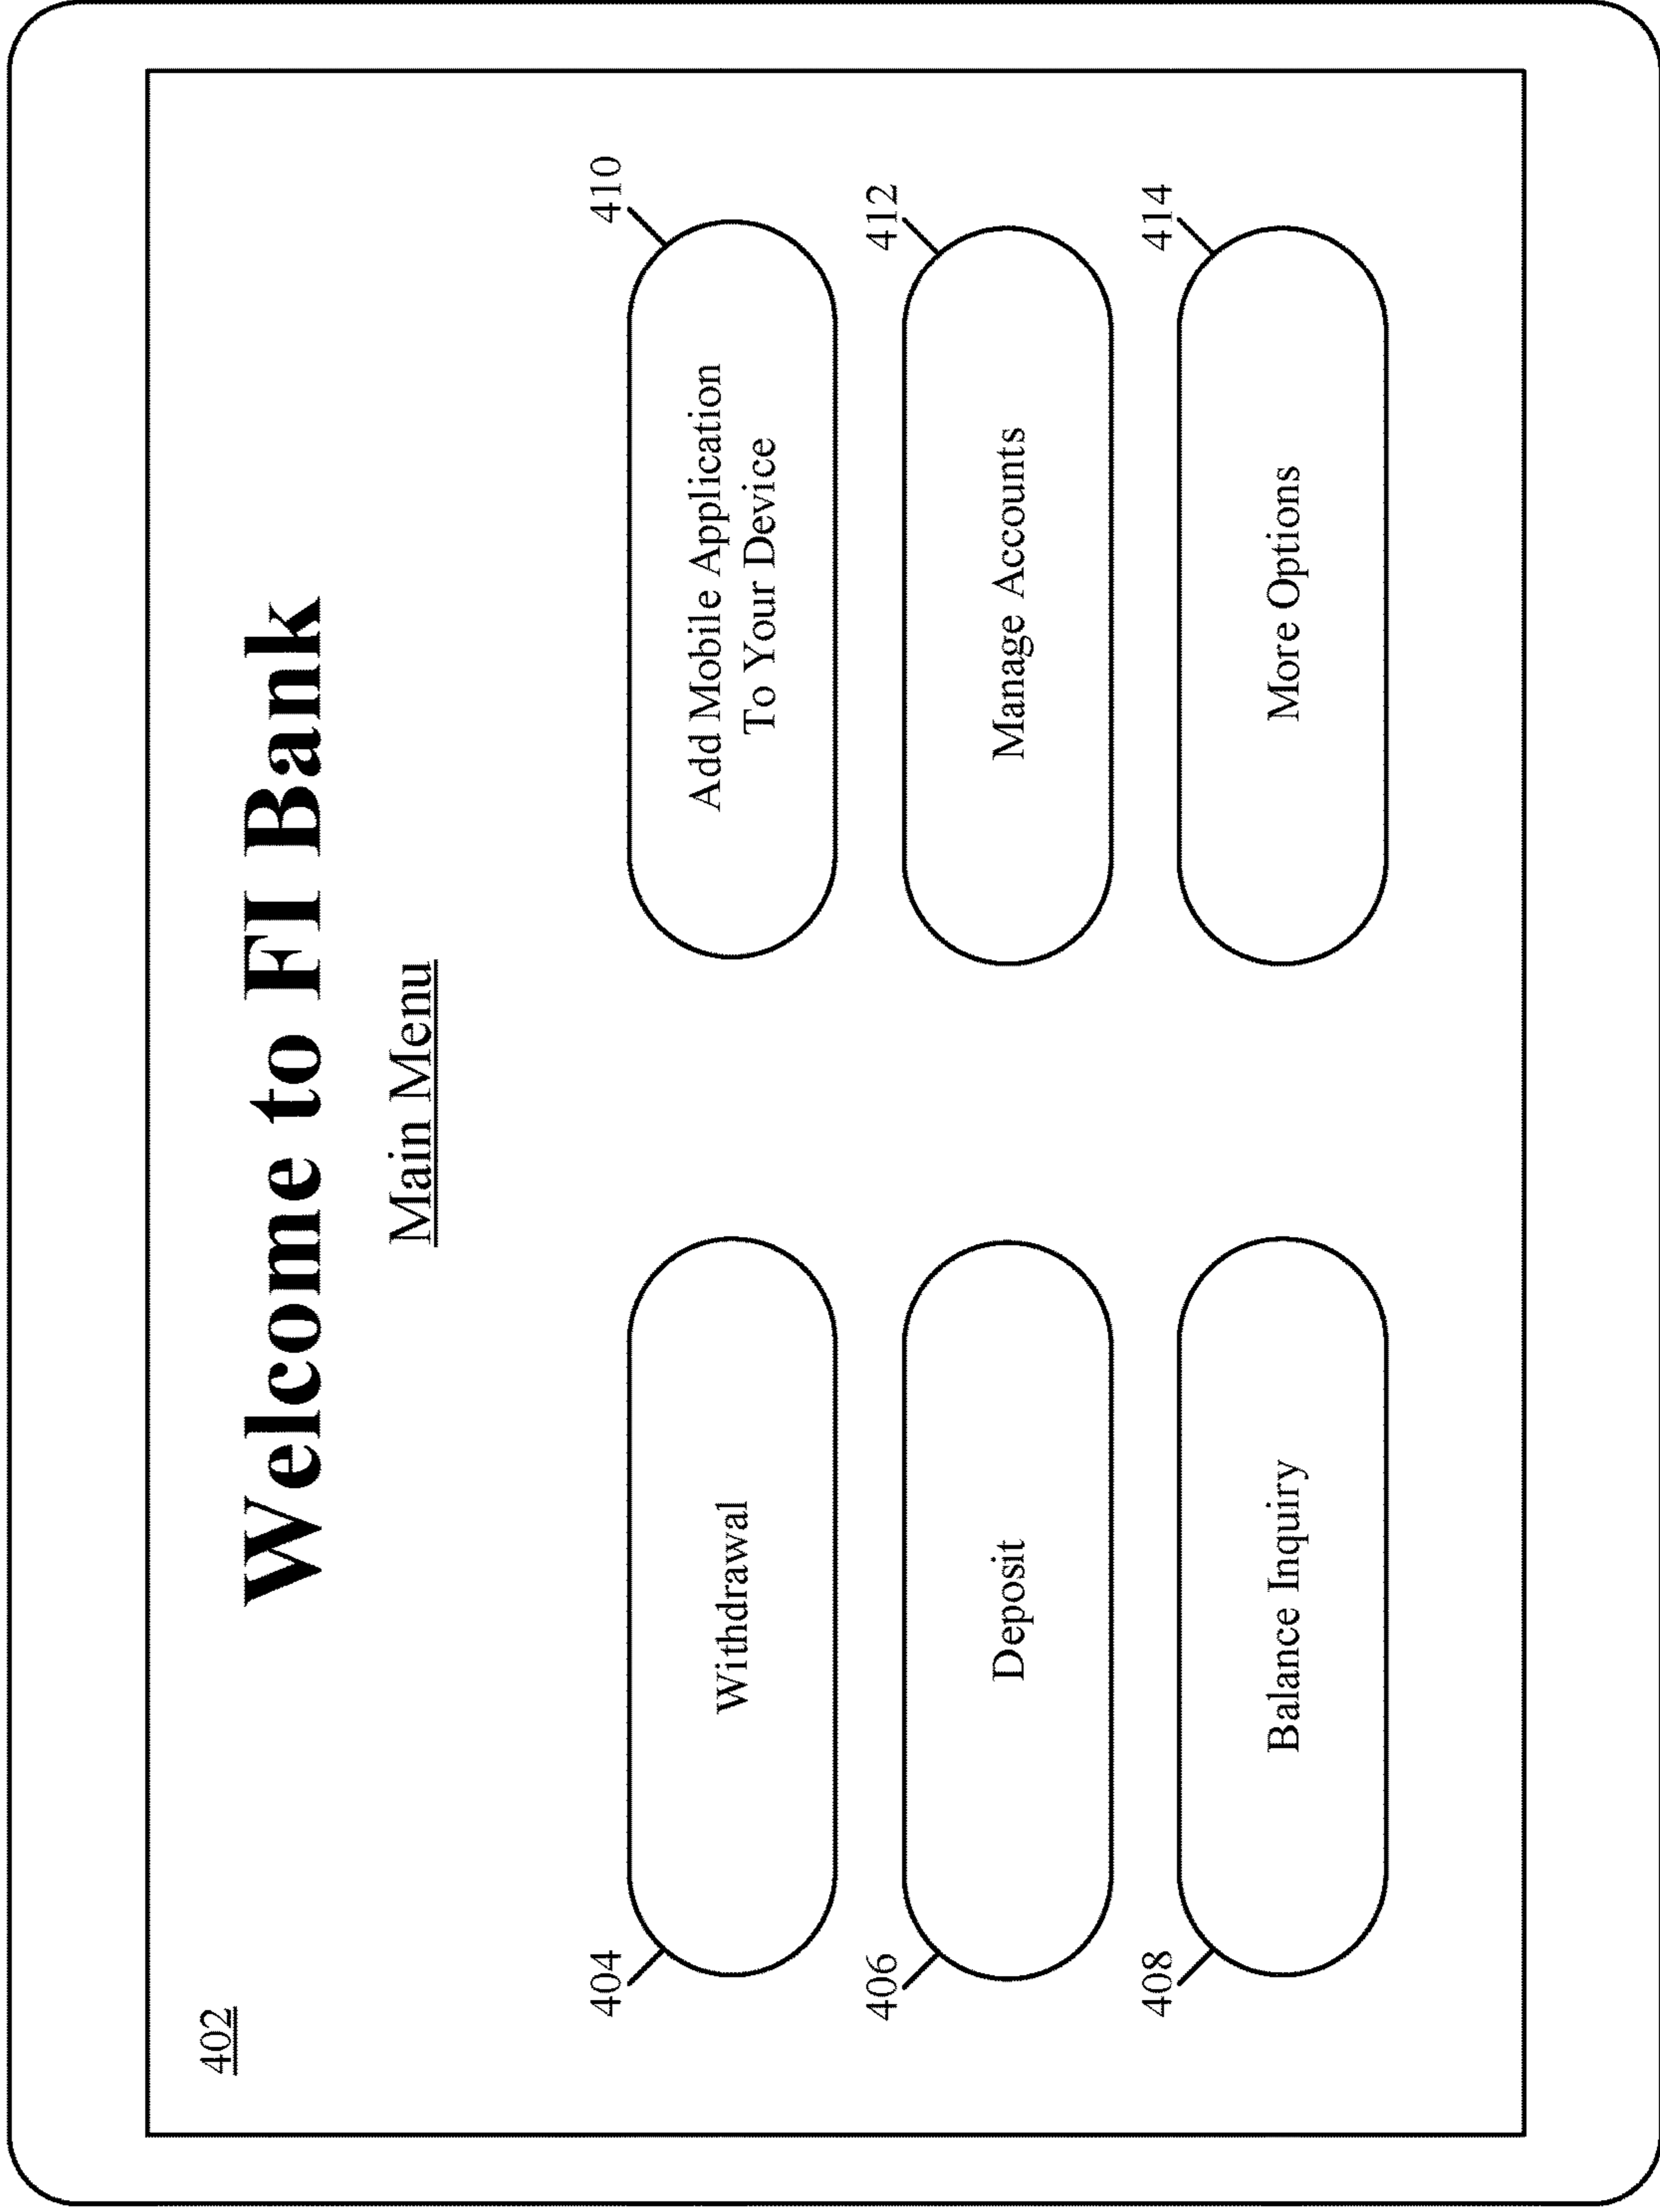 402
Welcome to FI Bank
Main Menu
404
Withdrawal
410
Add Mobile Application
To Your Device
406
Deposit
412
Manage Accounts
408
Balance Inquiry
414
More Options